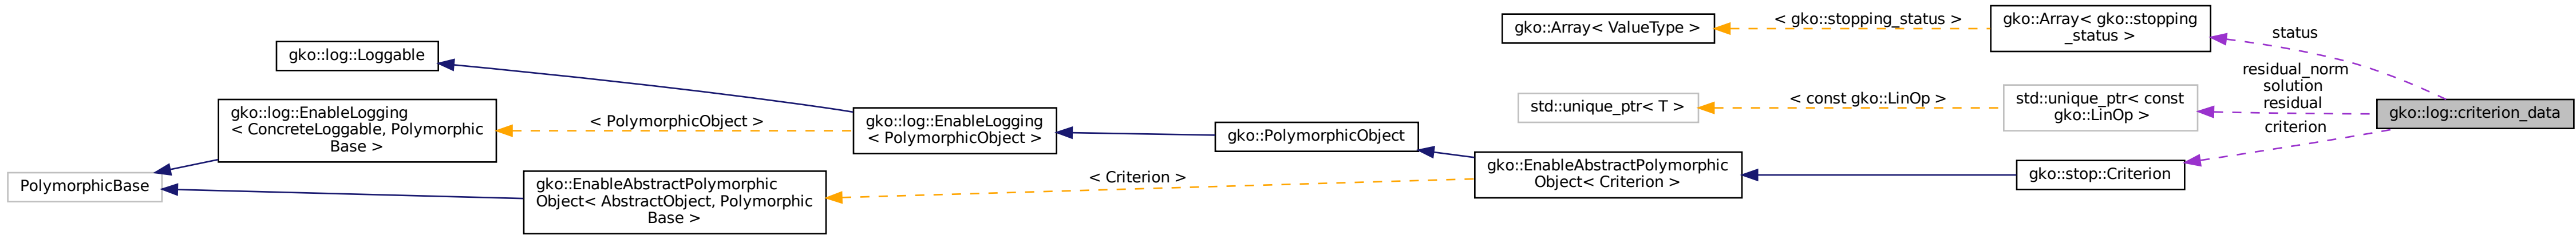 gko::Array< ValueType >
< gko::stopping_status >
gko::Array< gko::stopping
_status >
status
gko::log::Loggable
residual_norm
solution
residual
gko::log::EnableLogging
< ConcreteLoggable, Polymorphic
Base >
< PolymorphicObject >
gko::log::EnableLogging
< PolymorphicObject >
std::unique_ptr< T >
< const gko::LinOp >
std::unique_ptr< const
gko::LinOp >
gko::log::criterion_data
gko::PolymorphicObject
criterion
PolymorphicBase
gko::EnableAbstractPolymorphic
Object< AbstractObject, Polymorphic
Base >
< Criterion >
gko::EnableAbstractPolymorphic
Object< Criterion >
gko::stop::Criterion